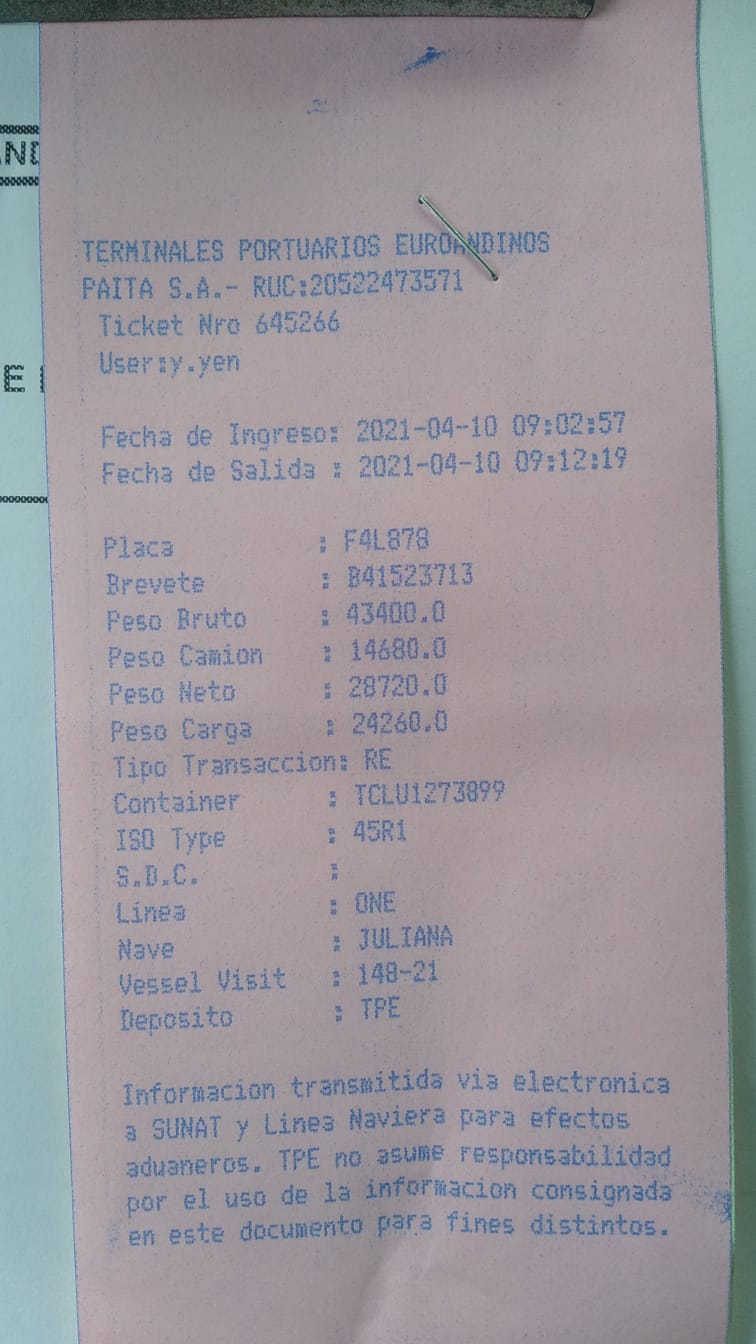 TERMINALES PORTUARIOS EUROANDINOS
PAITA S.A.- RUC:20522473571
Ticket Nro 645266
User:y.yen
Fecha de Ingreso: 2021-04-10 09:02:57
Fecha de Salida : 2021-04-10 09:12:19
Placa : F4L878
Brevete : B41523713
Peso Bruto : 43400.0
Peso Camion : 14680.0
Peso Neto : 28720.0
Peso Carga : 24260.0
Tipo Transaccion: RE
Container : TCLU1273899
ISO Type : 45R1
S.D.C. :
Linea : ONE
Nave : JULIANA
Vessel Visit : 148-21
Deposito : TPE
Informacion transmitida via electronica
a SUNAT y Linea Naviera para efectos
aduaneros. TPE no asume responsabilidad
por el uso de la informacion consignada
en este documento para fines distintos.